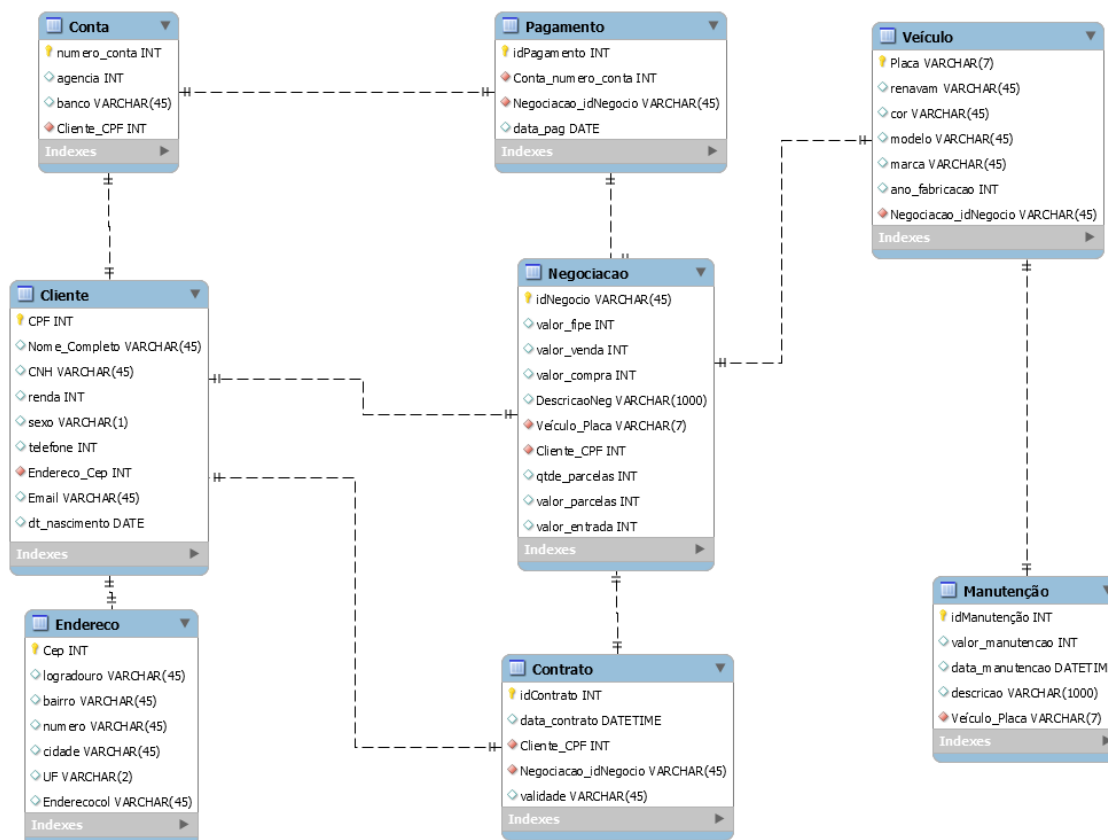 Conta
numero_conta INT
agencia INT
banco VARCHAR(45)
Cliente_CPF INT
Indexes
Pagamento
idPagamento INT
Conta_numero_conta INT
Negociacao_idNegocio VARCHAR(45)
data_pag DATE
Indexes
Veículo
Placa VARCHAR(7)
renavam VARCHAR(45)
cor VARCHAR(45)
modelo VARCHAR(45)
marca VARCHAR(45)
ano_fabricacao INT
Negociacao_idNegocio VARCHAR(45)
Indexes
Cliente
CPF INT
Nome_Completo VARCHAR(45)
CNH VARCHAR(45)
renda INT
sexo VARCHAR(1)
telefone INT
Endereco_Cep INT
Email VARCHAR(45)
dt_nascimento DATE
Indexes
Negociacao
idNegocio VARCHAR(45)
valor_fipe INT
valor_venda INT
valor_compra INT
DescricaoNeg VARCHAR(1000)
Veículo_Placa VARCHAR(7)
Cliente_CPF INT
qtde_parcelas INT
valor_parcelas INT
valor_entrada INT
Indexes
Endereco
Cep INT
logradouro VARCHAR(45)
bairro VARCHAR(45)
numero VARCHAR(45)
cidade VARCHAR(45)
UF VARCHAR(2)
Enderecocol VARCHAR(45)
Indexes
Contrato
idContrato INT
data_contrato DATETIME
Cliente_CPF INT
Negociacao_idNegocio VARCHAR(45)
validade VARCHAR(45)
Indexes
Manutenção
idManutenção INT
valor_manutencao INT
data_manutencao DATETIM
descricao VARCHAR(1000)
Veículo_Placa VARCHAR(7)
Indexes